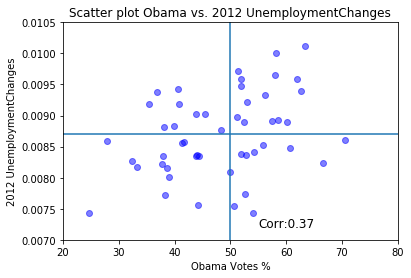 Scatter plot Obama vs. 2012 UnemploymentChanges
0.0105
0.0100
0.0095
0.0090
0.0085
0.0080
0.0075
0.0070
2012 UnemploymentChanges
Corr:0.37
20 30 40 50 60 70 80
Obama Votes %